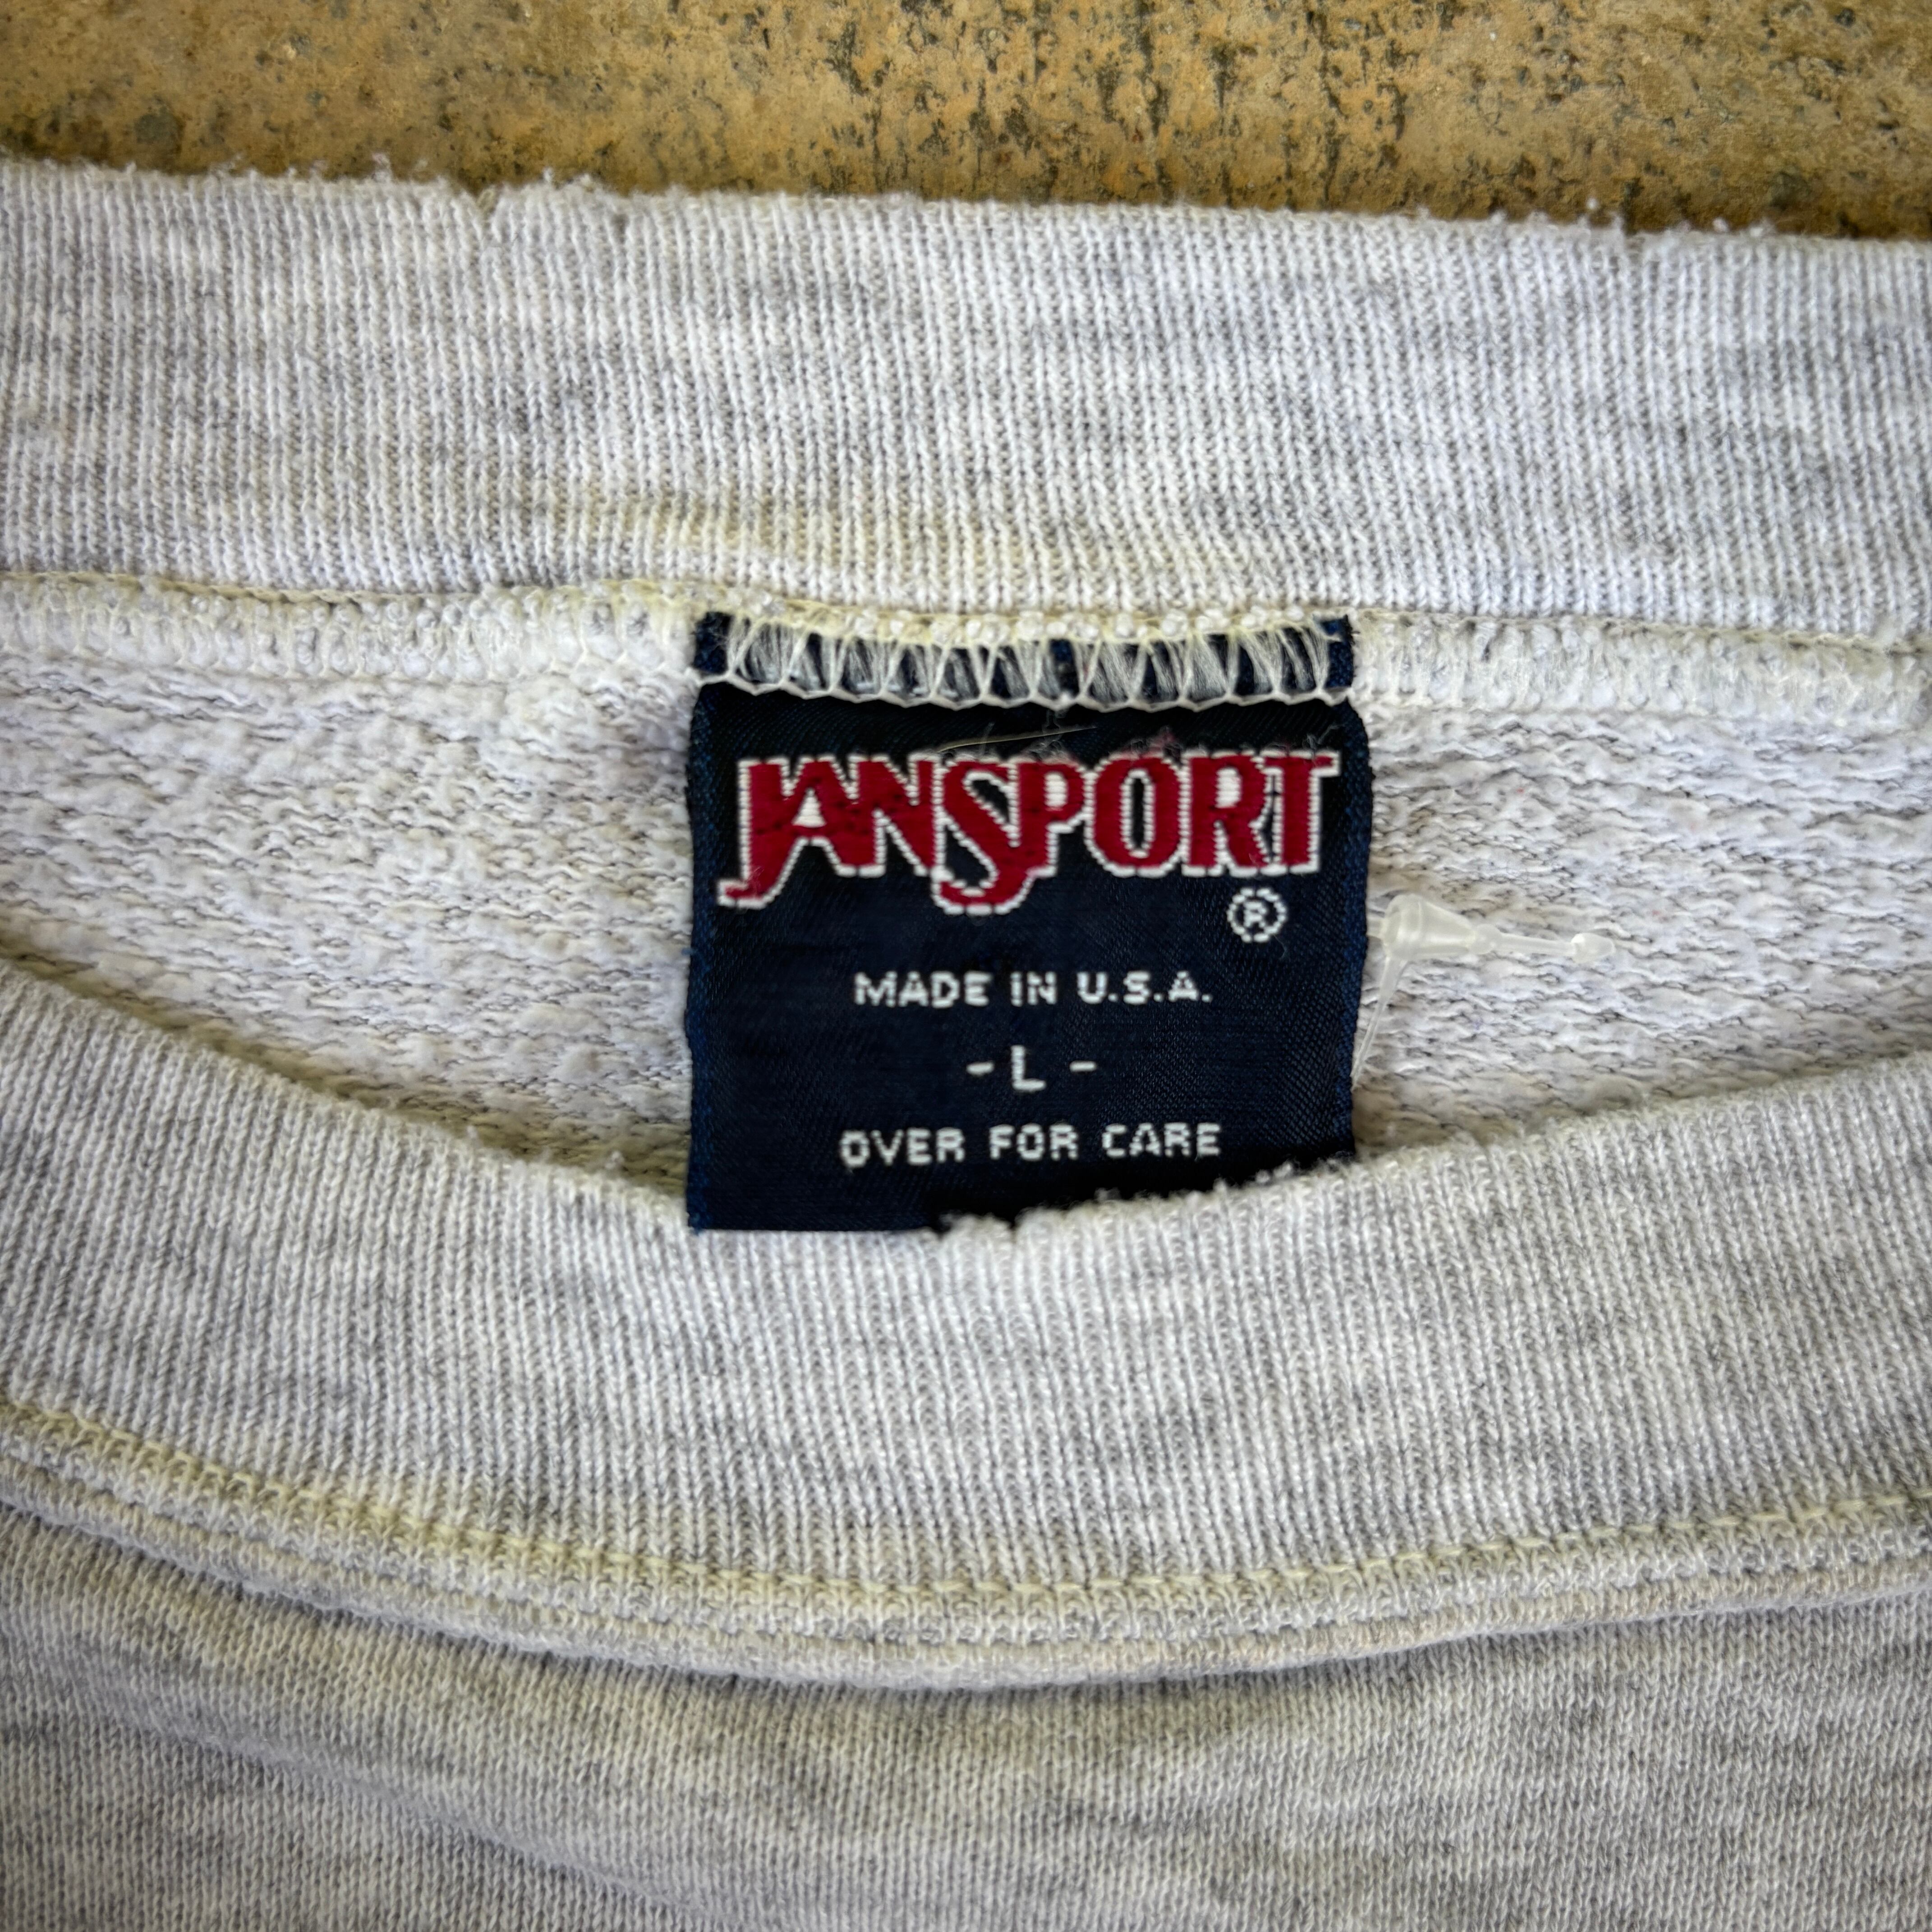 JANSPORT
®
MADE IN U.S.A.
- L -
OVER FOR CARE